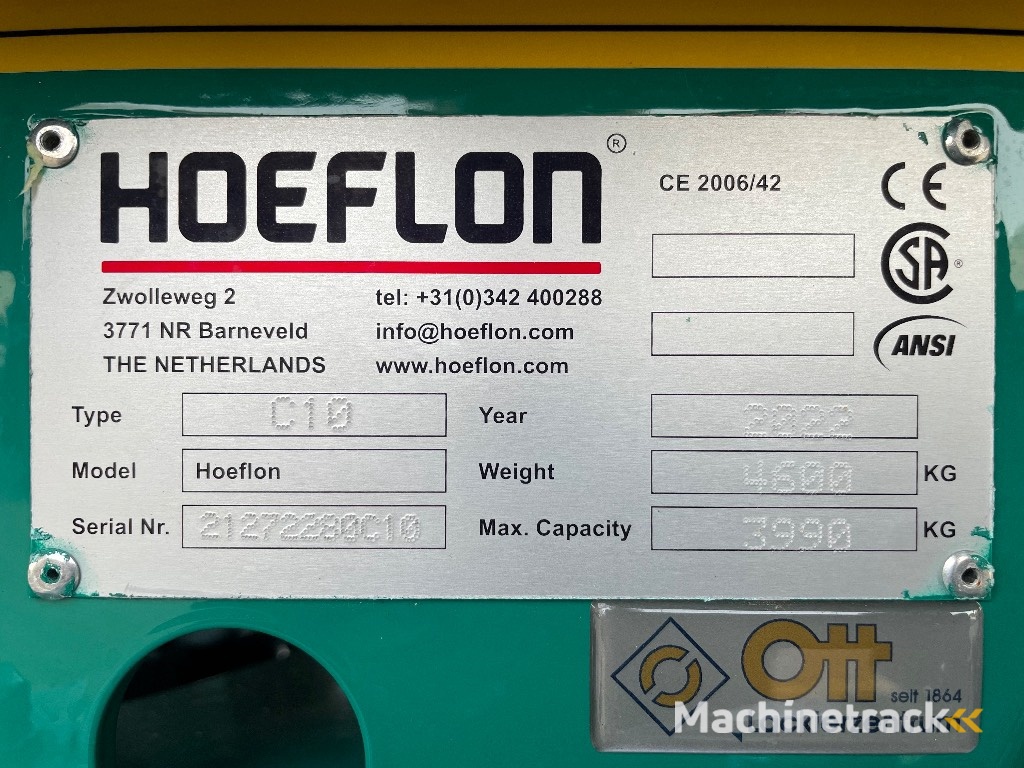 HOEFLON ®
Zwolleweg 2
3771 NR Barneveld
THE NETHERLANDS
tel: +31(0)342 400288
info@hoeflon.com
www.hoeflon.com
CE 2006/42
CE
SA ®
ANSI
Type C10
Model Hoeflon
Serial Nr. 21272280C10
Year 2022
Weight 4600 KG
Max. Capacity 3990 KG
Ott
seit 1864
Machinetrack